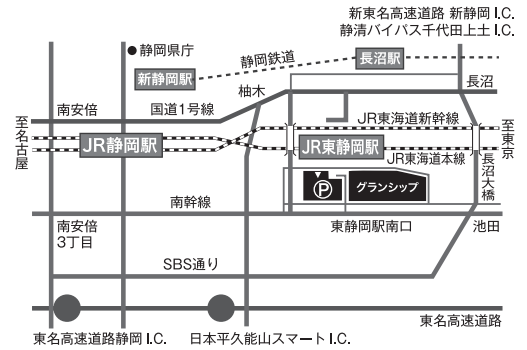 新東名高速道路 新静岡 I.C.
静清バイパス千代田上土 I.C.
静岡県庁
静岡鉄道
長沼駅
新静岡駅
柚木
長沼
南安倍
国道1号線
JR東海道新幹線
至名古屋
JR静岡駅
JR東静岡駅
至東京
JR東海道本線
長沼大橋
P
グランシップ
南幹線
南安倍
3丁目
東静岡駅南口
池田
SBS通り
東名高速道路
東名高速道路静岡 I.C.
日本平久能山スマート I.C.